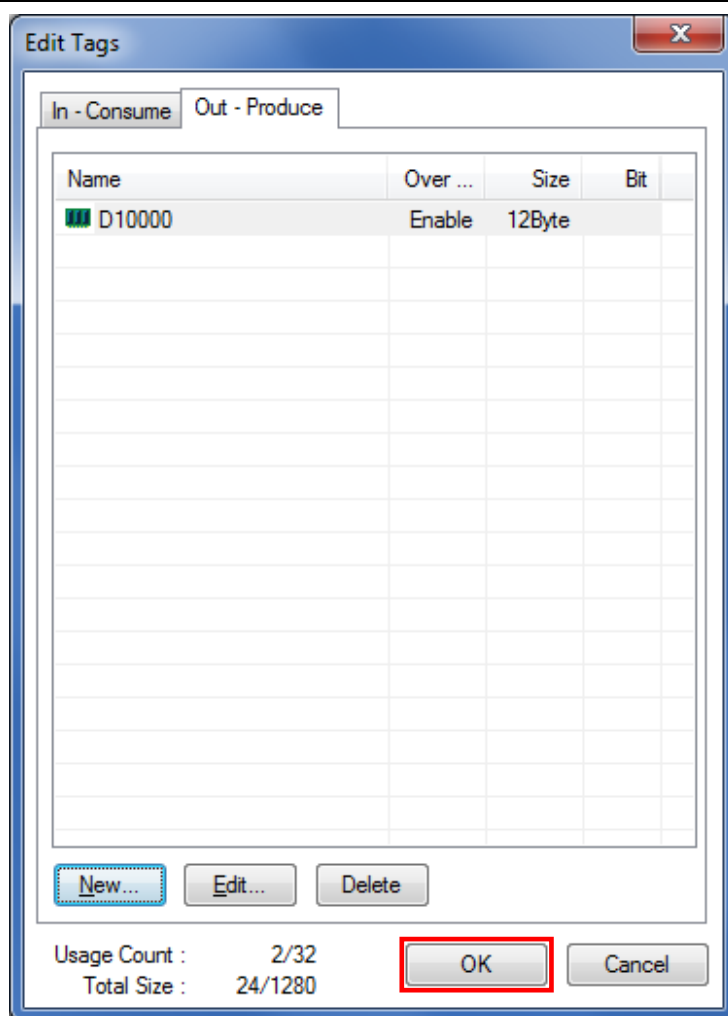 Edit Tags
In - Consume Out - Produce
Name Over ... Size Bit
D10000 Enable 12Byte
New... Edit... Delete
Usage Count : 2/32
Total Size : 24/1280
OK Cancel